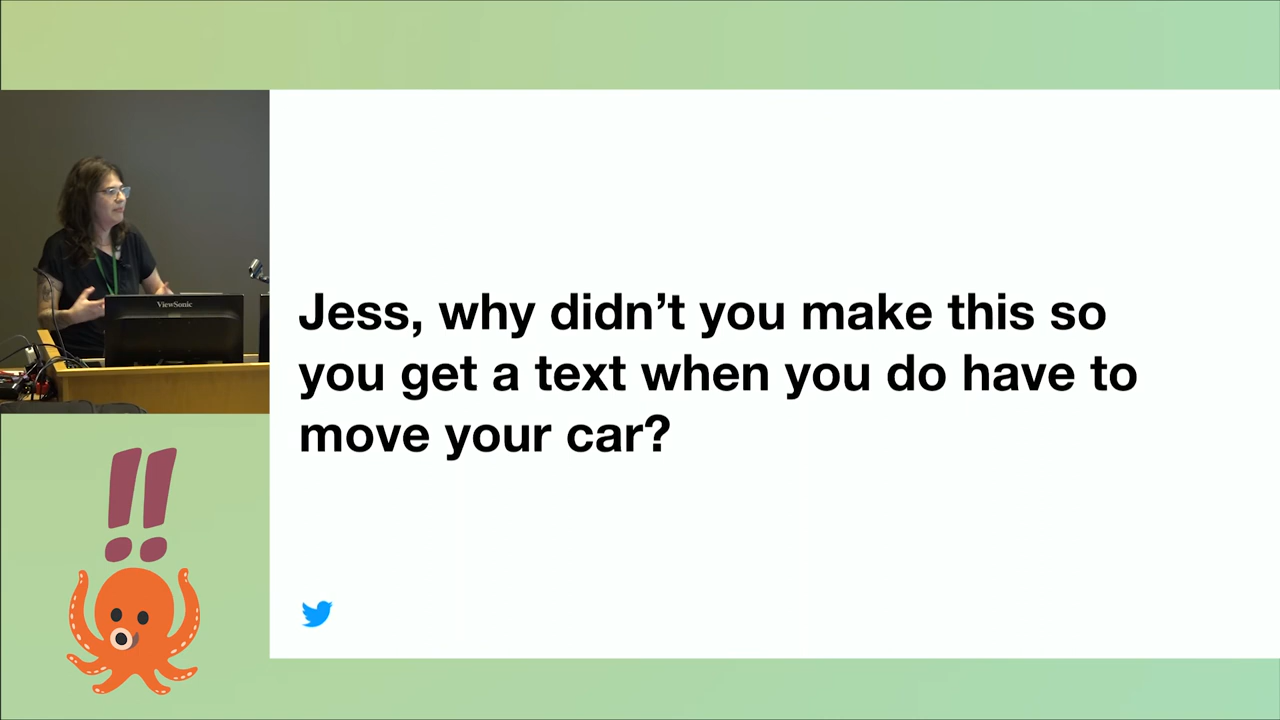 ViewSonic
Jess, why didn’t you make this so
you get a text when you do have to
move your car?
!!